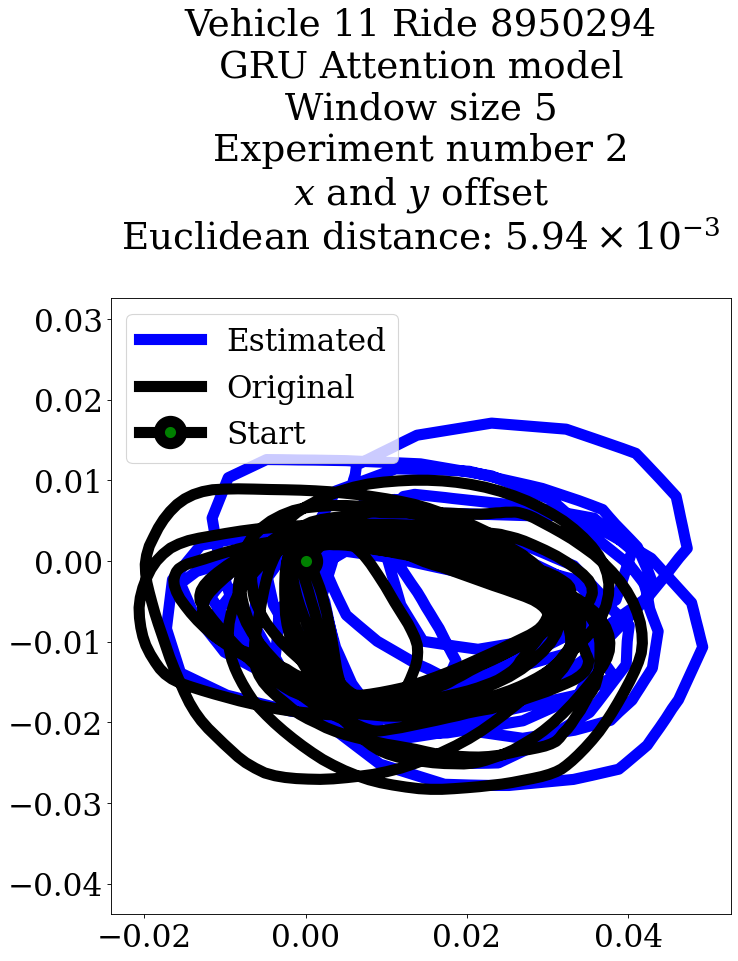 Vehicle 11 Ride 8950294
GRU Attention model
Window size 5
Experiment number 2
x and y offset
Euclidean distance: 5.94 × 10⁻³
0.03
0.02
0.01
0.00
−0.01
−0.02
−0.03
−0.04
Estimated
Original
Start
−0.02 0.00 0.02 0.04